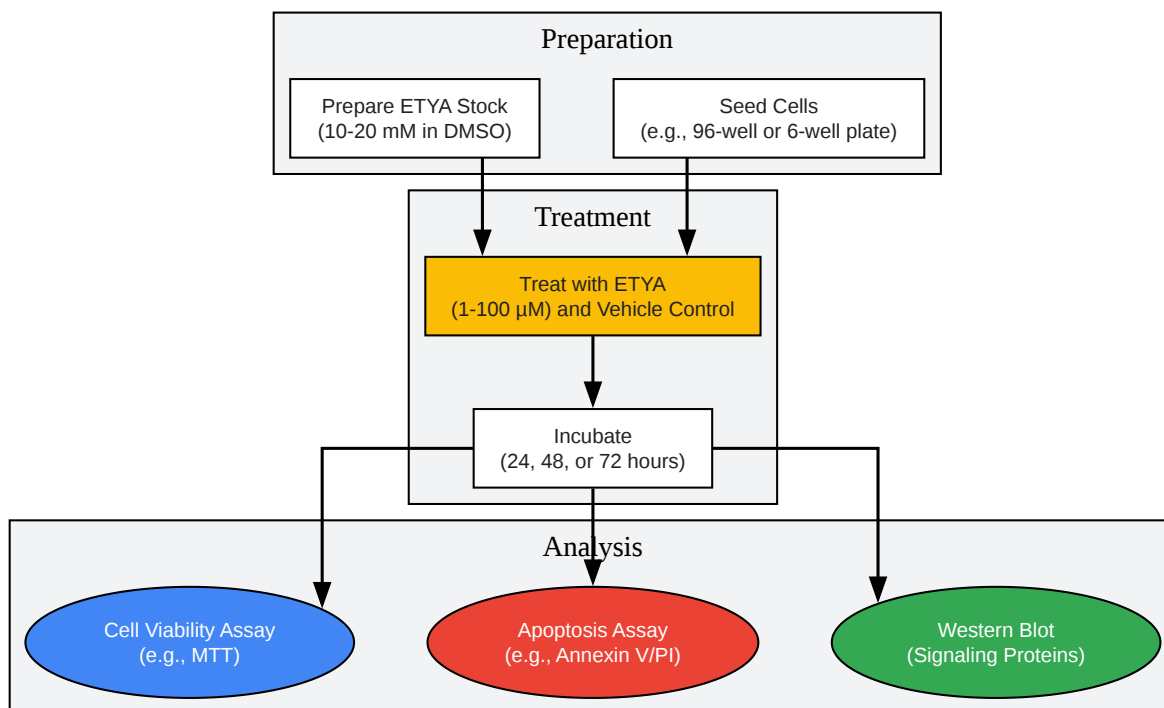 Preparation
Prepare ETYA Stock
(10-20 mM in DMSO)
Seed Cells
(e.g., 96-well or 6-well plate)
Treatment
Treat with ETYA
(1-100 µM) and Vehicle Control
Incubate
(24, 48, or 72 hours)
Analysis
Cell Viability Assay
(e.g., MTT)
Apoptosis Assay
(e.g., Annexin V/PI)
Western Blot
(Signaling Proteins)